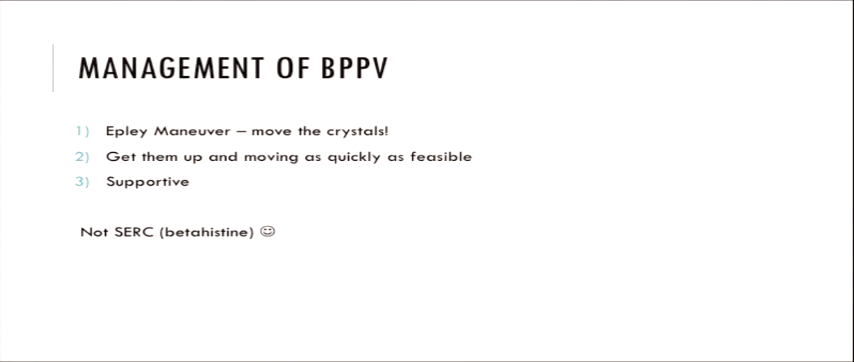 MANAGEMENT OF BPPV
1) Epley Maneuver – move the crystals!
2) Get them up and moving as quickly as feasible
3) Supportive
Not SERC (betahistine) ☺